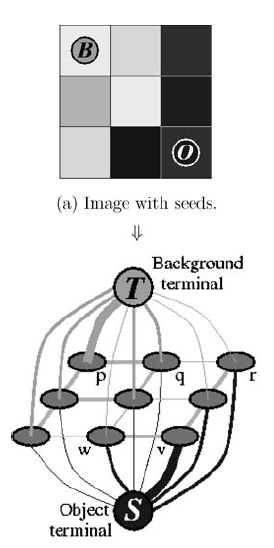 B
O
(a) Image with seeds.
⇓
Background
terminal
T
p
q
r
w
v
Object
terminal
S